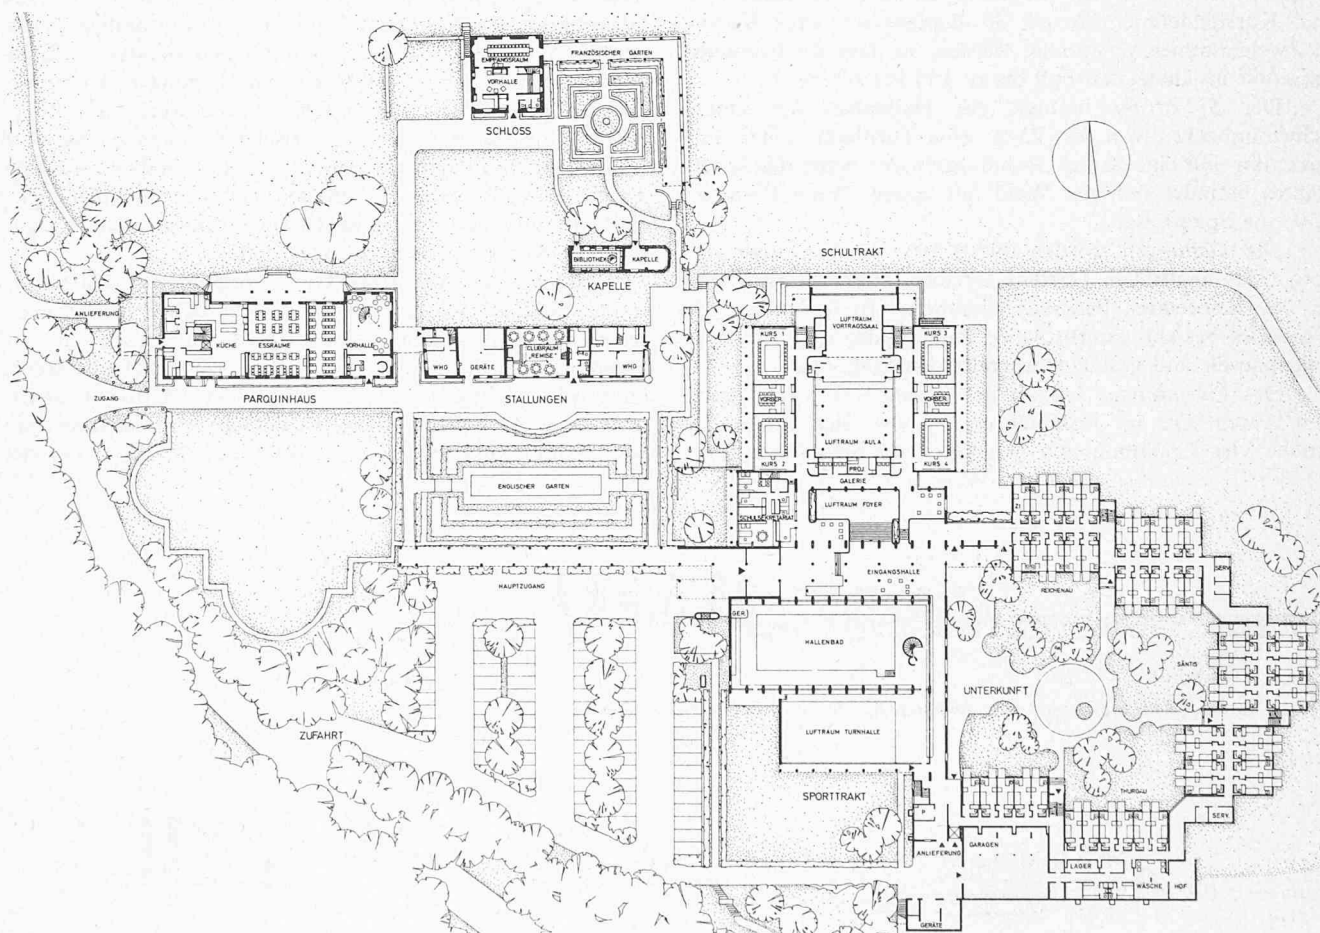 EMPFANGSRAUM
FRANZÖSISCHER GARTEN
VORHALLE
SCHLOSS
BIBLIOTHEK
KAPELLE
KAPELLE
SCHULTRAKT
ANLIEFERUNG
KÜCHE
ESSRÄUME
VORHALLE
ZUGANG
PARQUINHAUS
WHG
GERÄTE
CLUBRAUM
"REMISE"
WHG
STALLUNGEN
ENGLISCHER GARTEN
HAUPTZUGANG
ZUFAHRT
KURS 1
LUFTRAUM
VORTRAGSSAAL
KURS 3
VORBER.
VORBER.
LUFTRAUM AULA
KURS 2
PROJ.
KURS 4
GALERIE
LUFTRAUM FOYER
SCHULSEKRETARIAT
EINGANGSHALLE
GER.
HALLENBAD
LUFTRAUM TURNHALLE
SPORTTRAKT
ZI
REICHENAU
SERV.
SÄNTIS
UNTERKUNFT
THURGAU
SERV.
ANLIEFERUNG
GARAGEN
LAGER
WÄSCHE
HOF
GERÄTE